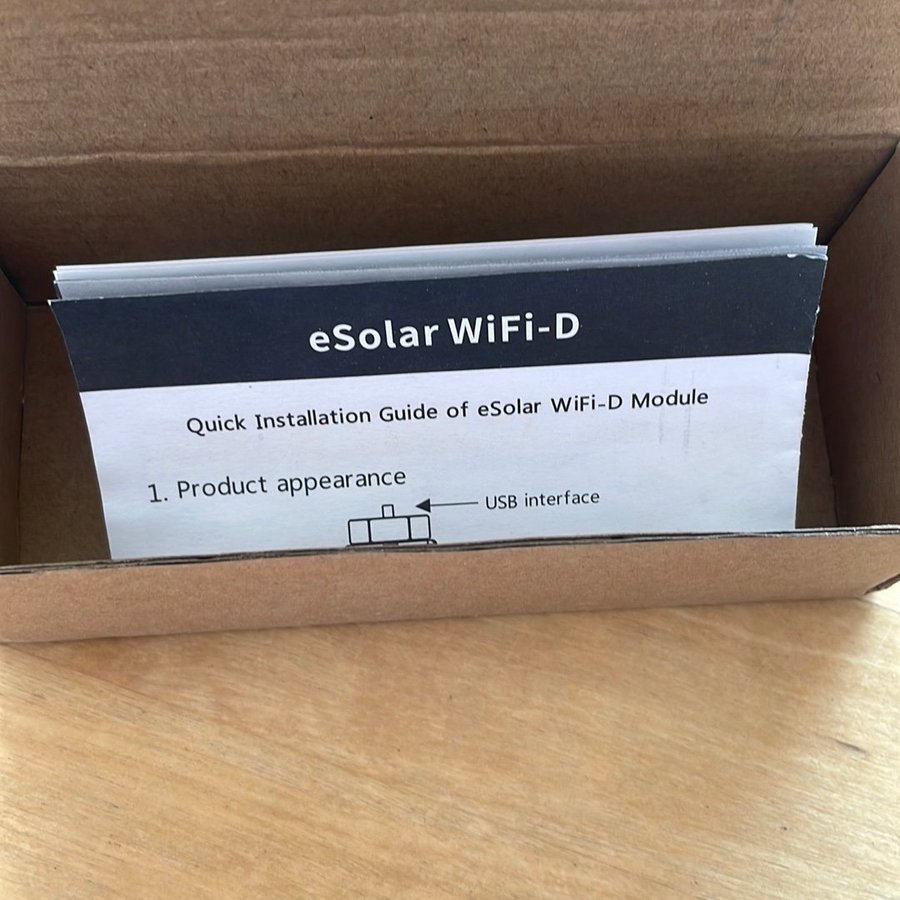 eSolar WiFi-D
Quick Installation Guide of eSolar WiFi-D Module
1. Product appearance
USB interface